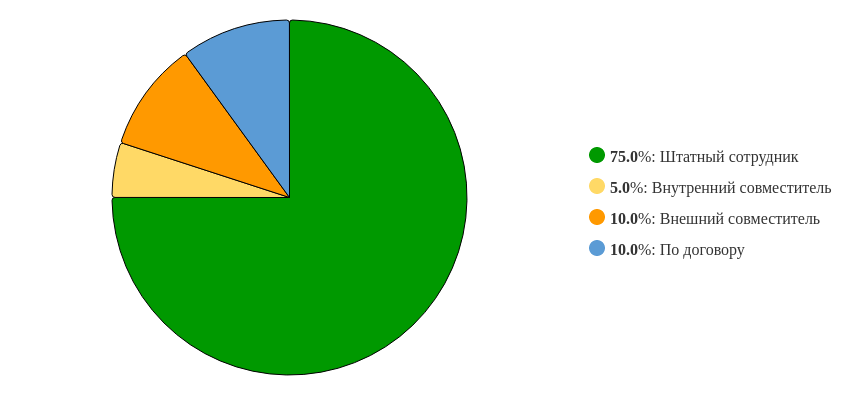 75.0%: Штатный сотрудник
5.0%: Внутренний совместитель
10.0%: Внешний совместитель
10.0%: По договору